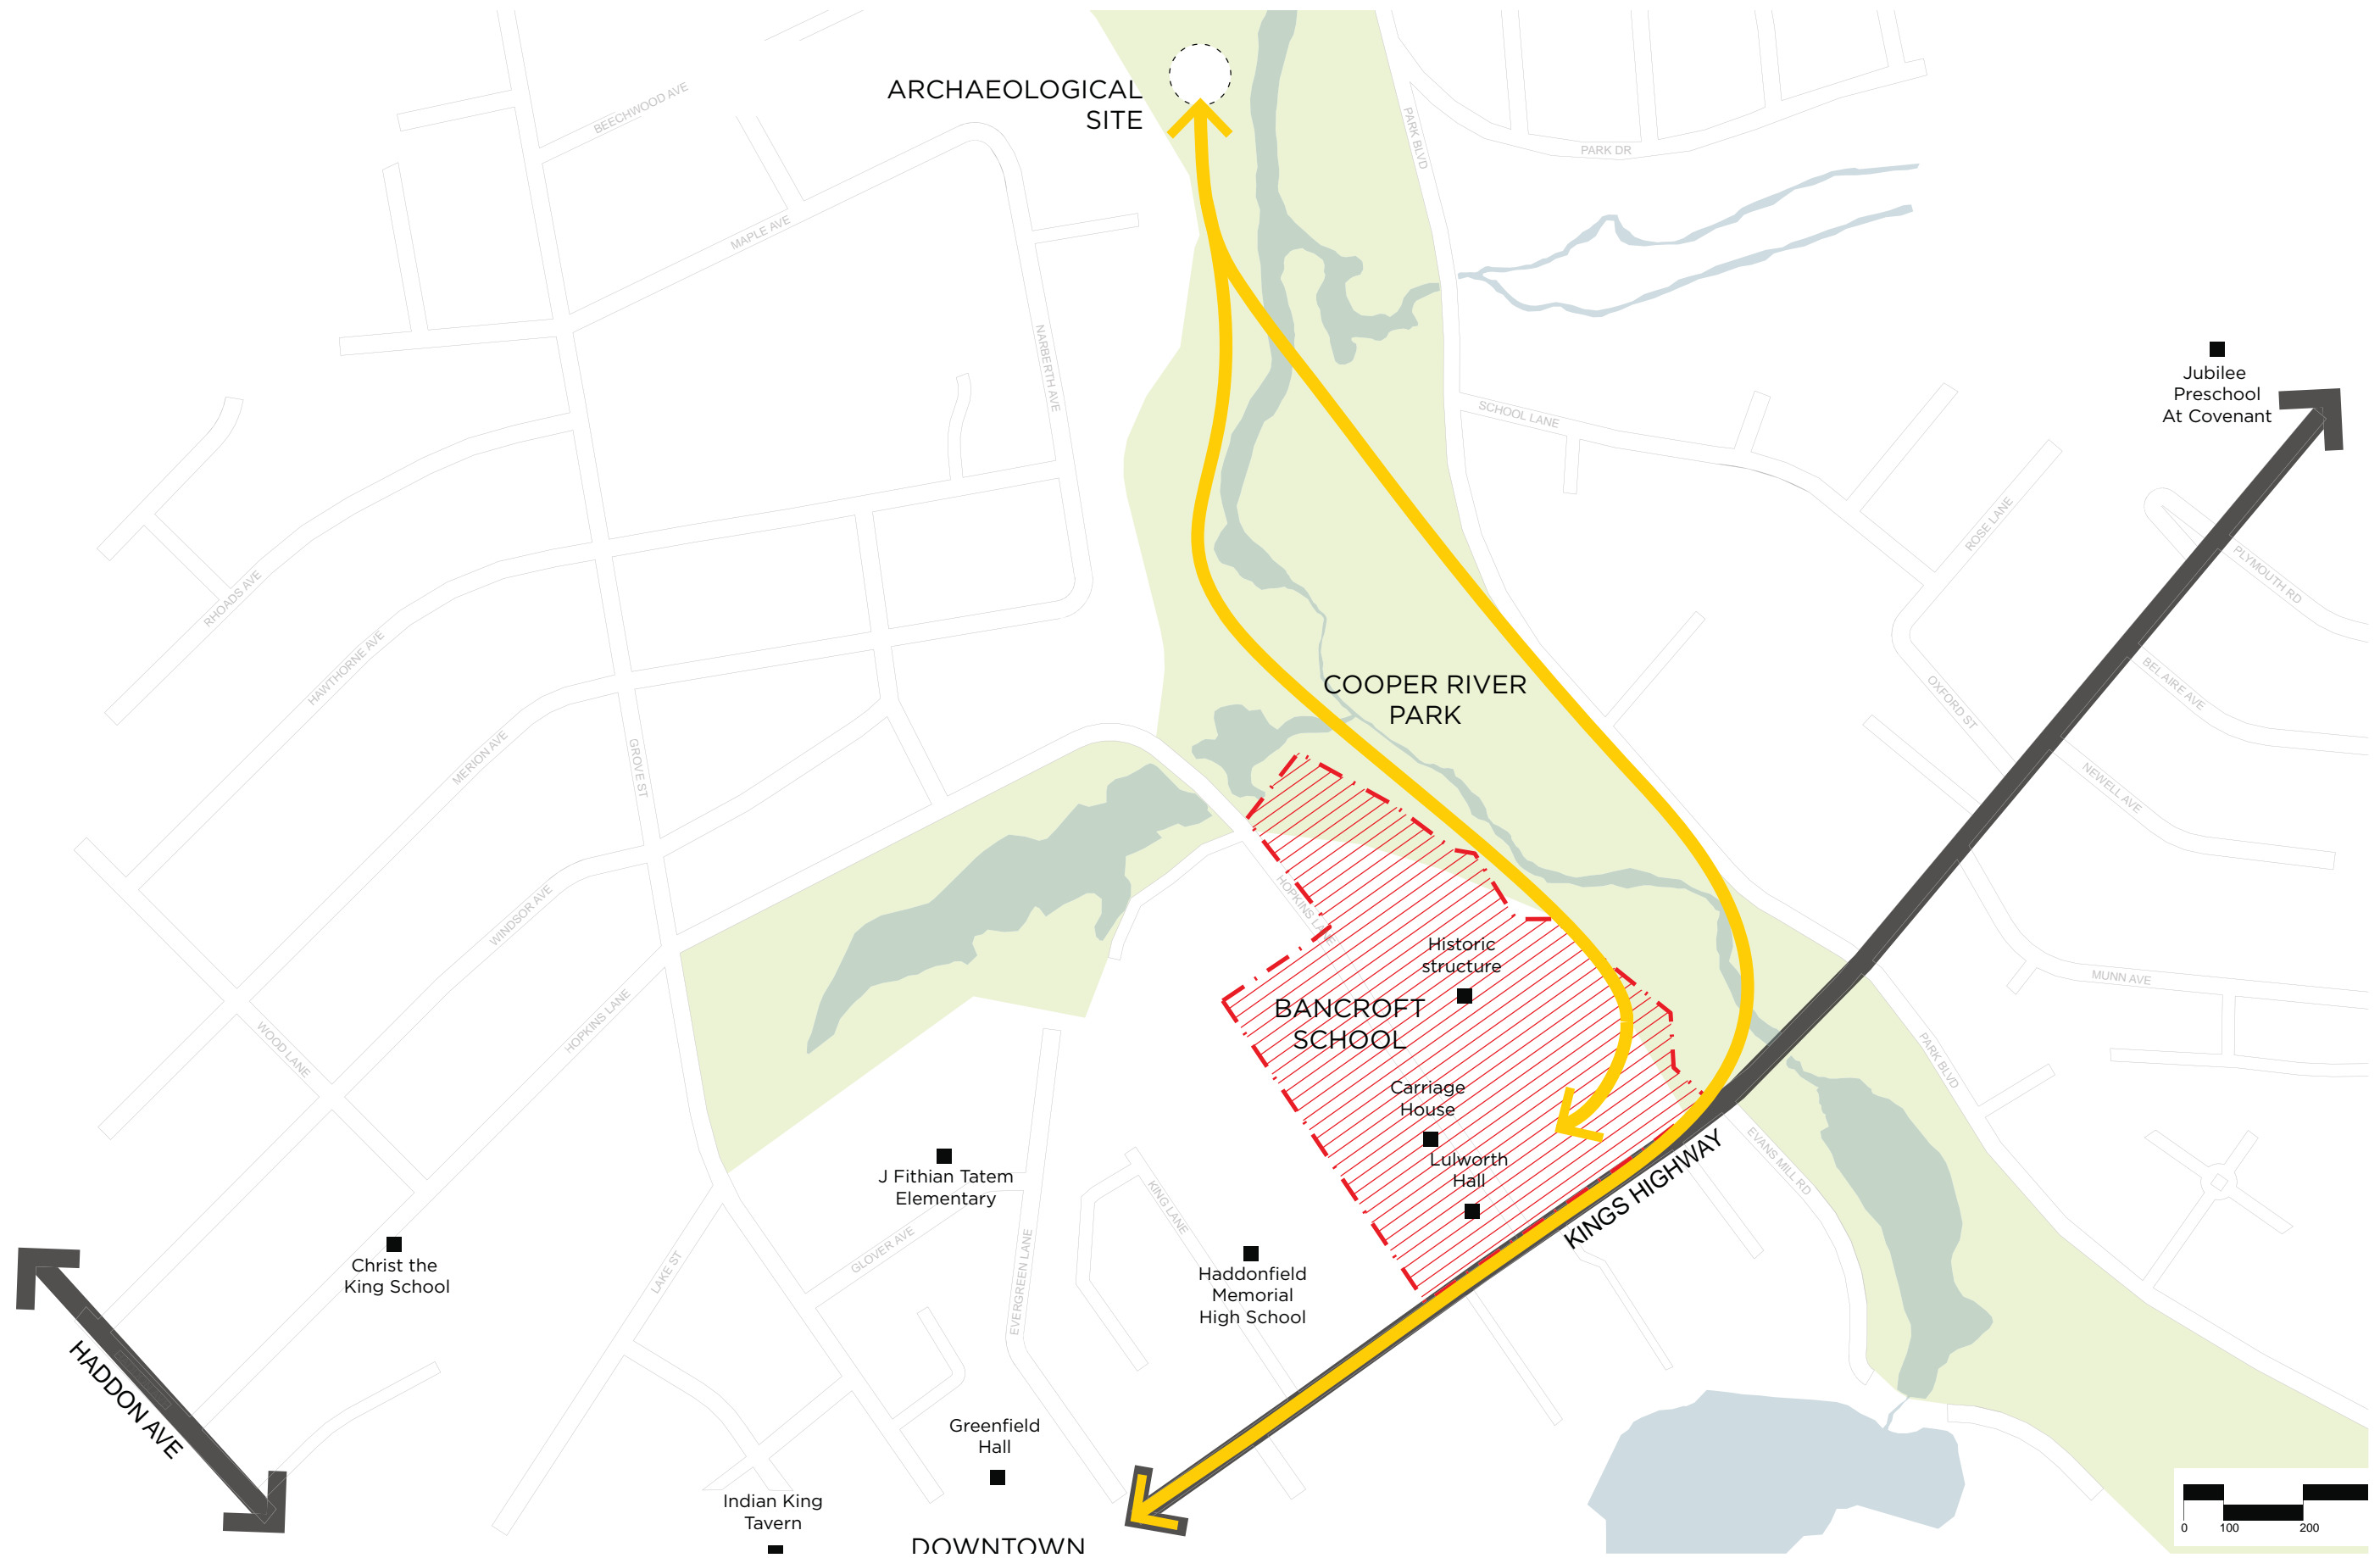 ARCHAEOLOGICAL
SITE
BEECHWOOD AVE
MAPLE AVE
PARK BLVD
PARK DR
NARBERTH AVE
SCHOOL LANE
Jubilee
Preschool
At Covenant
ROSE LANE
PLYMOUTH RD
RHOADS AVE
HAWTHORNE AVE
MERION AVE
GROVE ST
COOPER RIVER
PARK
OXFORD ST
BEL AIRE AVE
NEWELL AVE
WINDSOR AVE
HOPKINS LANE
HOPKINS LANE
WOOD LANE
Historic
structure
BANCROFT
SCHOOL
MUNN AVE
PARK BLVD
Carriage
House
Lulworth
Hall
KINGS HIGHWAY
EVANS MILL RD
J Fithian Tatem
Elementary
KING LANE
GLOVER AVE
EVERGREEN LANE
LAKE ST
Christ the
King School
Haddonfield
Memorial
High School
HADDON AVE
Greenfield
Hall
Indian King
Tavern
DOWNTOWN
0 100 200